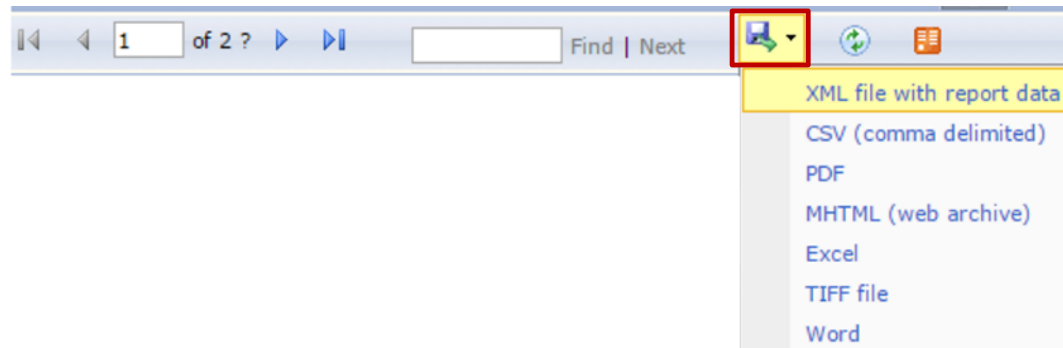 1 of 2 ? Find | Next
XML file with report data
CSV (comma delimited)
PDF
MHTML (web archive)
Excel
TIFF file
Word